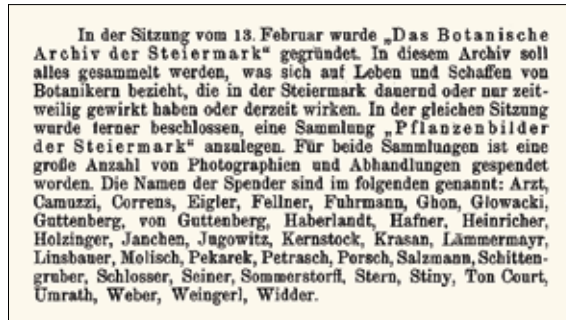 In der Sitzung vom 13. Februar wurde „Das Botanische
Archiv der Steiermark“ gegründet. In diesem Archiv soll
alles gesammelt werden, was sich auf Leben und Schaffen von
Botanikern bezieht, die in der Steiermark dauernd oder nur zeit-
weilig gewirkt haben oder derzeit wirken. In der gleichen Sitzung
wurde ferner beschlossen, eine Sammlung „Pflanzenbilder
der Steiermark“ anzulegen. Für beide Sammlungen ist eine
große Anzahl von Photographien und Abhandlungen gespendet
worden. Die Namen der Spender sind im folgenden genannt: Arzt,
Camuzzi, Correns, Eigler, Fellner, Fuhrmann, Ghon, Glowacki,
Guttenberg, von Guttenberg, Haberlandt, Hafner, Heinricher,
Holzinger, Janchen, Jugowitz, Kernstock, Krasan, Lämmermayr,
Linsbauer, Molisch, Pekarek, Petrasch, Porsch, Salzmann, Schitten-
gruber, Schlosser, Seiner, Sommerstorff, Stern, Stiny, Ton Court,
Umrath, Weber, Weingerl, Widder.